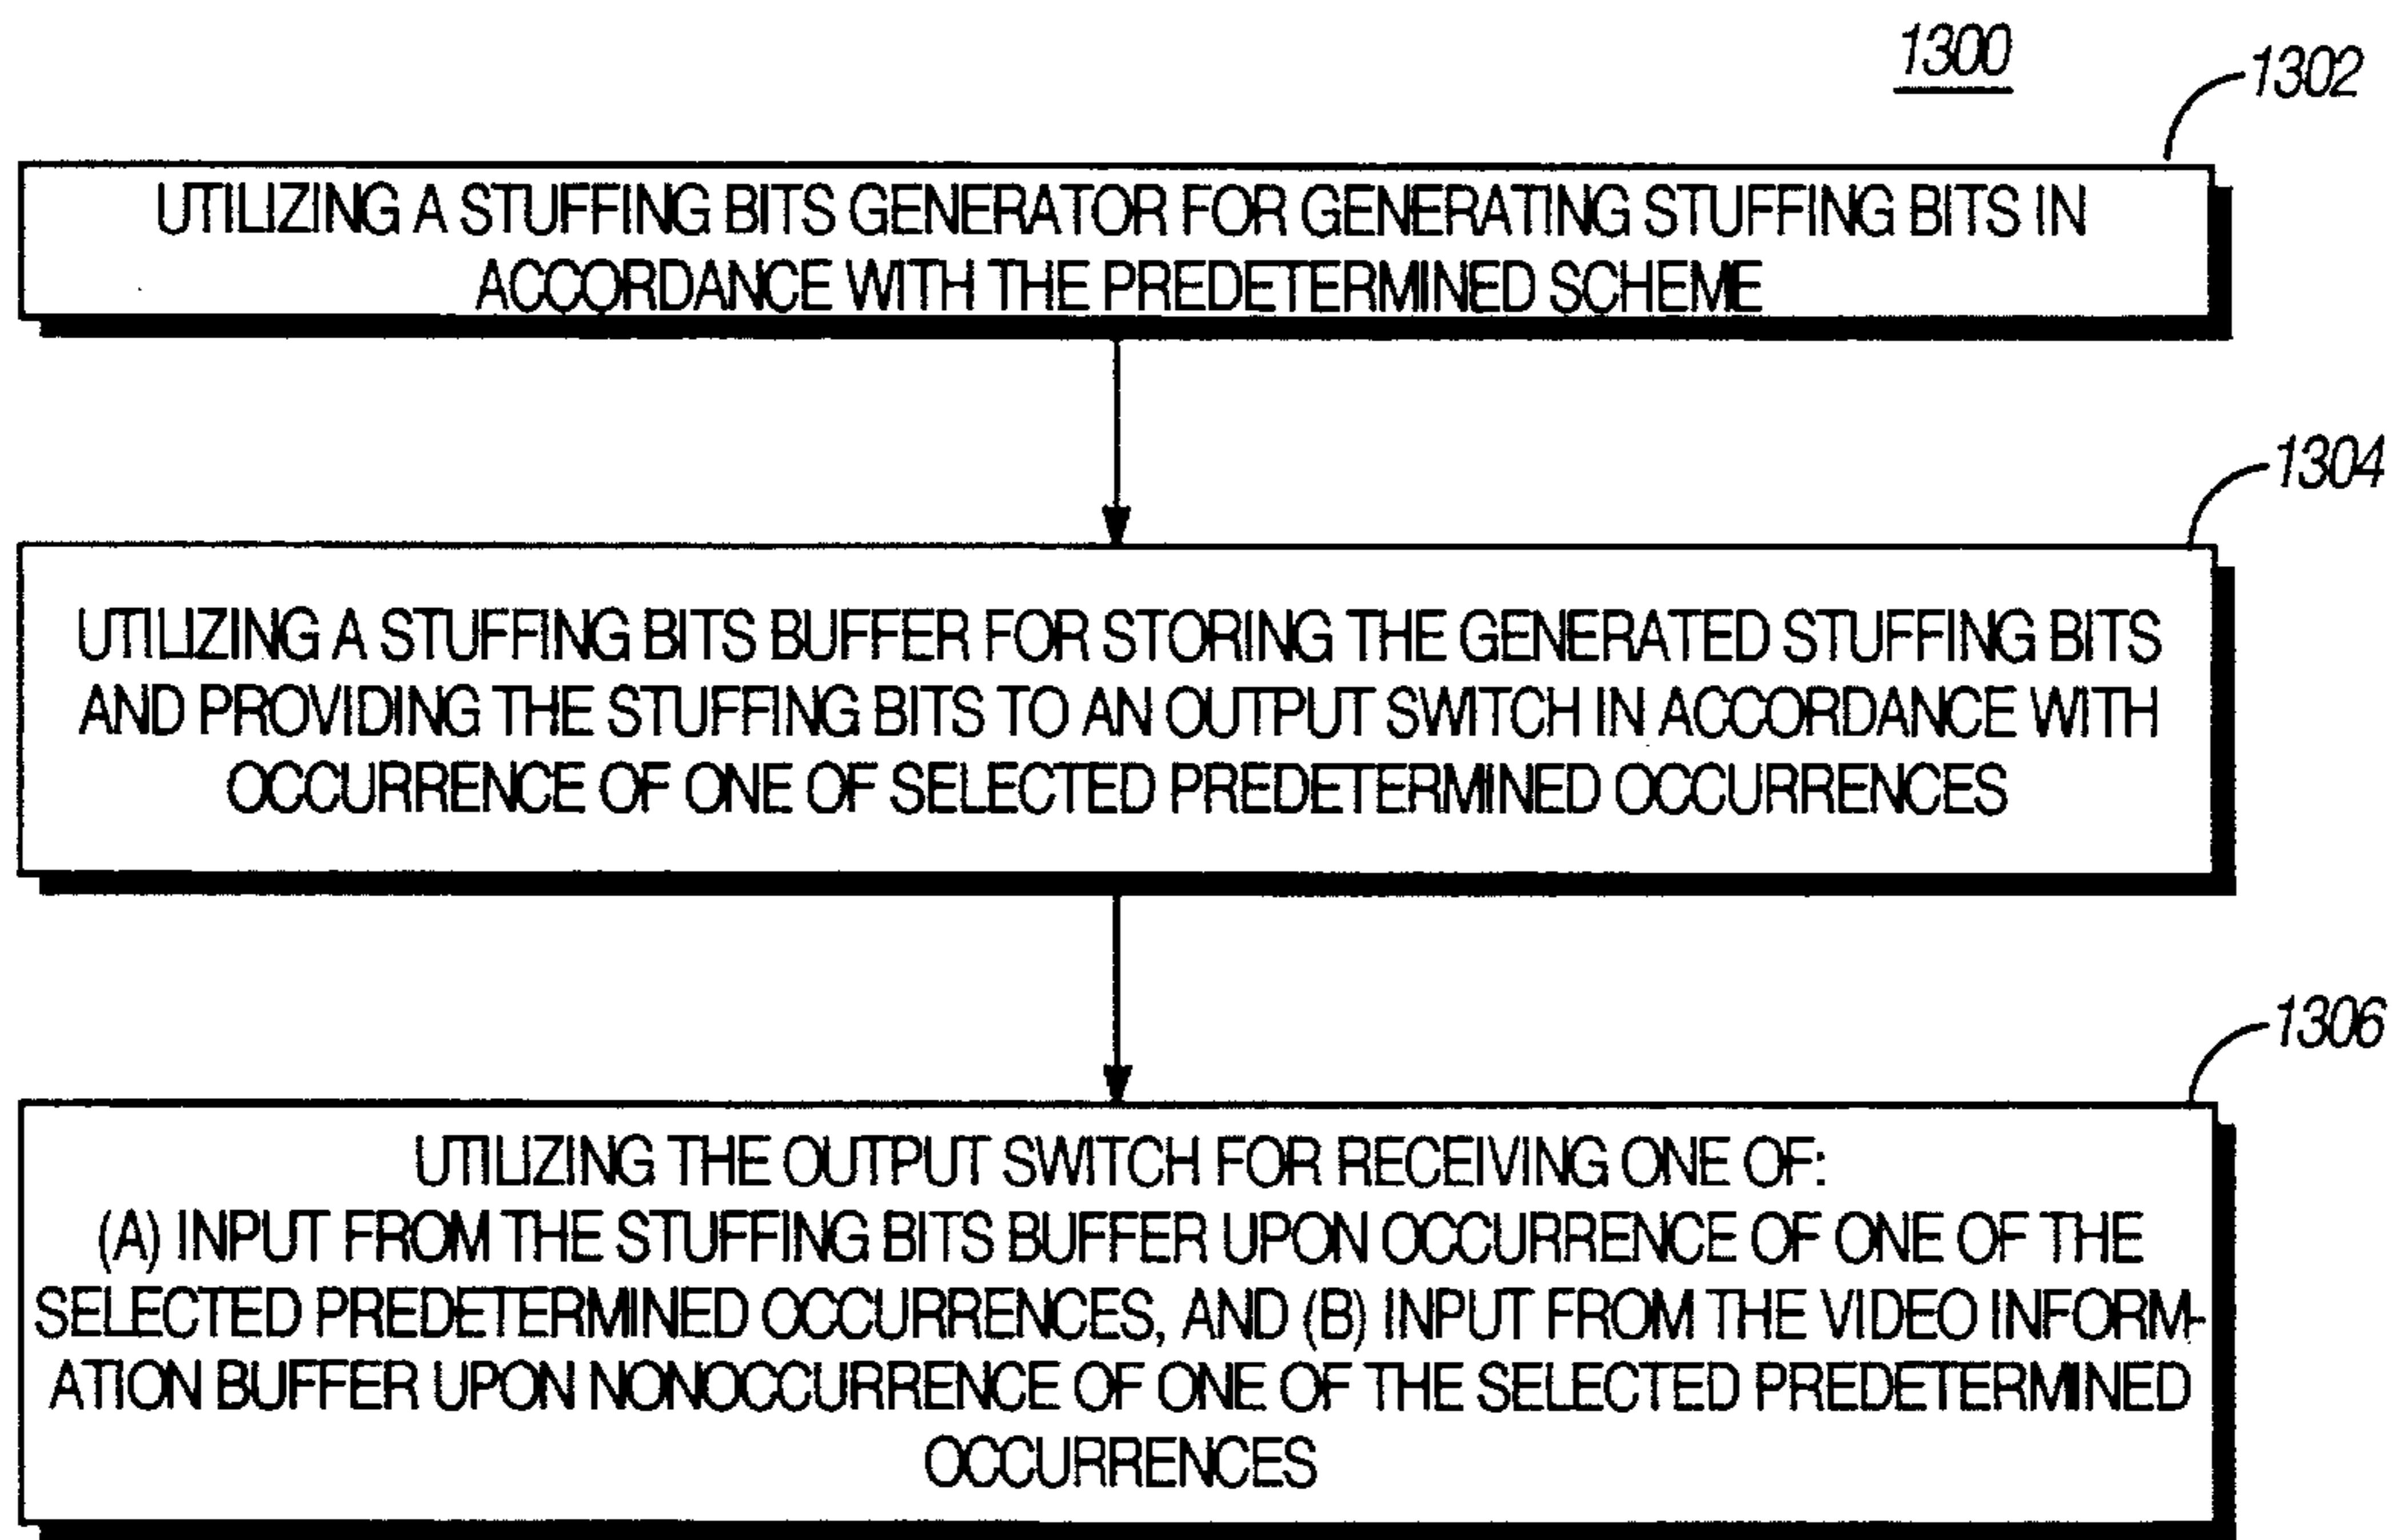 1300
1302
UTILIZING A STUFFING BITS GENERATOR FOR GENERATING STUFFING BITS IN
ACCORDANCE WITH THE PREDETERMINED SCHEME
1304
UTILIZING A STUFFING BITS BUFFER FOR STORING THE GENERATED STUFFING BITS
AND PROVIDING THE STUFFING BITS TO AN OUTPUT SWITCH IN ACCORDANCE WITH
OCCURRENCE OF ONE OF SELECTED PREDETERMINED OCCURRENCES
1306
UTILIZING THE OUTPUT SWITCH FOR RECEIVING ONE OF:
(A) INPUT FROM THE STUFFING BITS BUFFER UPON OCCURRENCE OF ONE OF THE
SELECTED PREDETERMINED OCCURRENCES, AND (B) INPUT FROM THE VIDEO INFORM-
ATION BUFFER UPON NONOCCURRENCE OF ONE OF THE SELECTED PREDETERMINED
OCCURRENCES